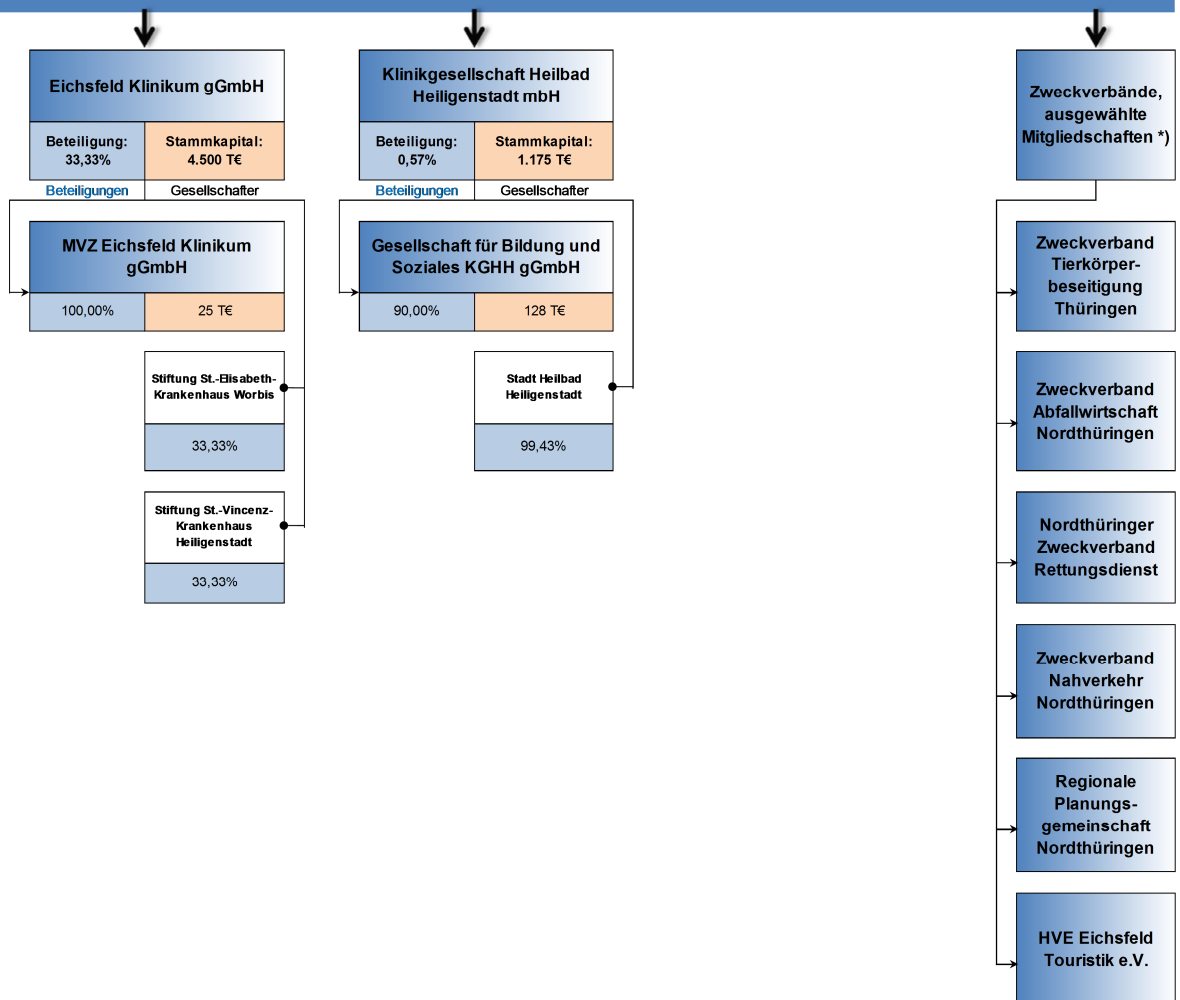 Eichsfeld Klinikum gGmbH
Beteiligung:
33,33%
Stammkapital:
4.500 T€
Beteiligungen
Gesellschafter
MVZ Eichsfeld Klinikum
gGmbH
100,00%
25 T€
Stiftung St.-Elisabeth-
Krankenhaus Worbis
33,33%
Stiftung St.-Vincenz-
Krankenhaus
Heiligenstadt
33,33%
Klinikgesellschaft Heilbad
Heiligenstadt mbH
Beteiligung:
0,57%
Stammkapital:
1.175 T€
Beteiligungen
Gesellschafter
Gesellschaft für Bildung und
Soziales KGHH gGmbH
90,00%
128 T€
Stadt Heilbad
Heiligenstadt
99,43%
Zweckverbände,
ausgewählte
Mitgliedschaften *)
Zweckverband
Tierkörper-
beseitigung
Thüringen
Zweckverband
Abfallwirtschaft
Nordthüringen
Nordthüringer
Zweckverband
Rettungsdienst
Zweckverband
Nahverkehr
Nordthüringen
Regionale
Planungs-
gemeinschaft
Nordthüringen
HVE Eichsfeld
Touristik e.V.